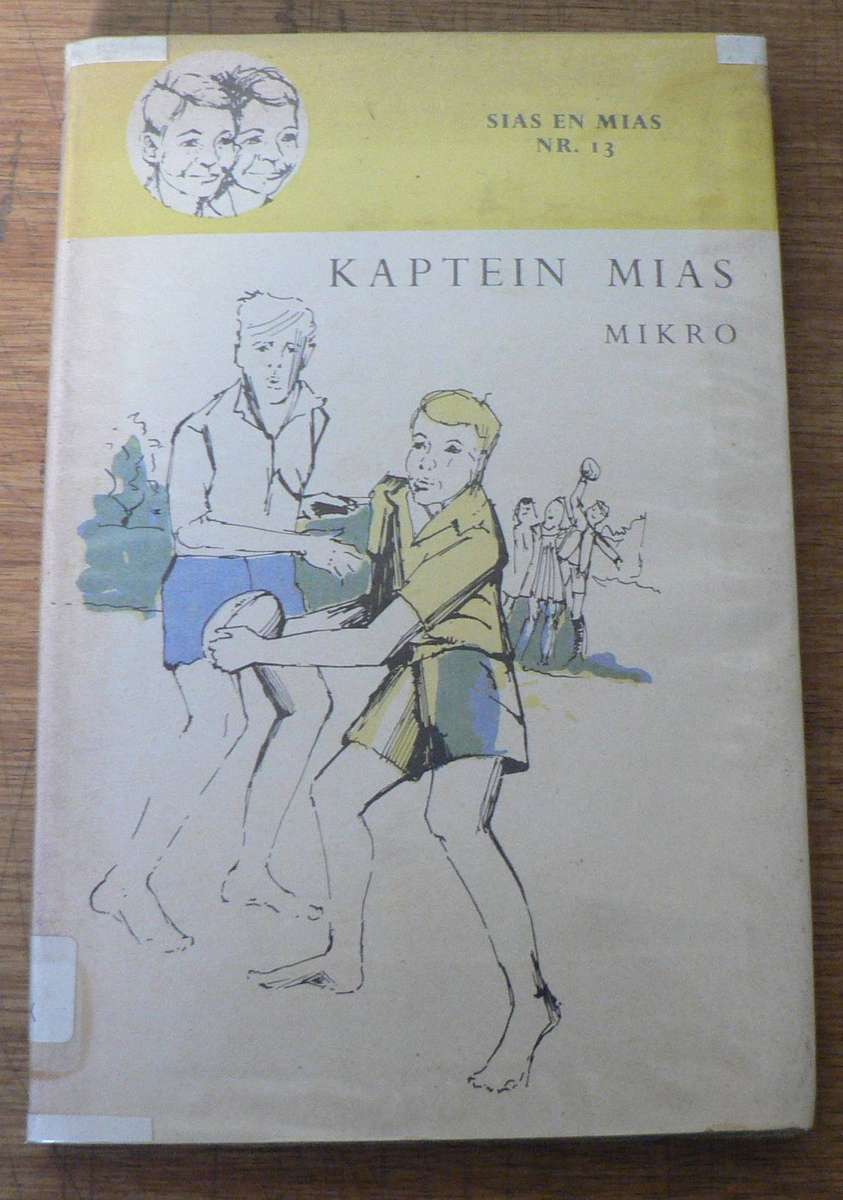 SIAS EN MIAS
NR. 13
KAPTEIN MIAS
MIKRO